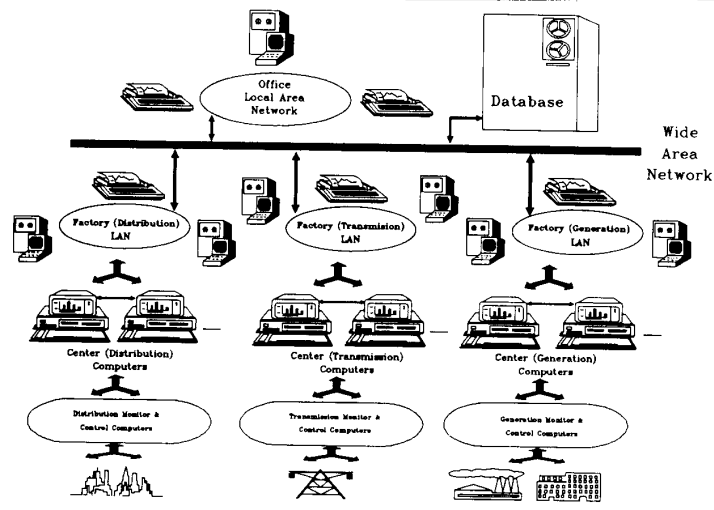 Office
Local Area
Network
Database
Wide
Area
Network
Factory (Distribution)
LAN
Factory (Transmision)
LAN
Factory (Generation)
LAN
Center (Distribution)
Computers
Center (Transmission)
Computers
Center (Generation)
Computers
Distribution Monitor &
Control Computers
Transmission Monitor &
Control Computers
Generation Monitor &
Control Computers